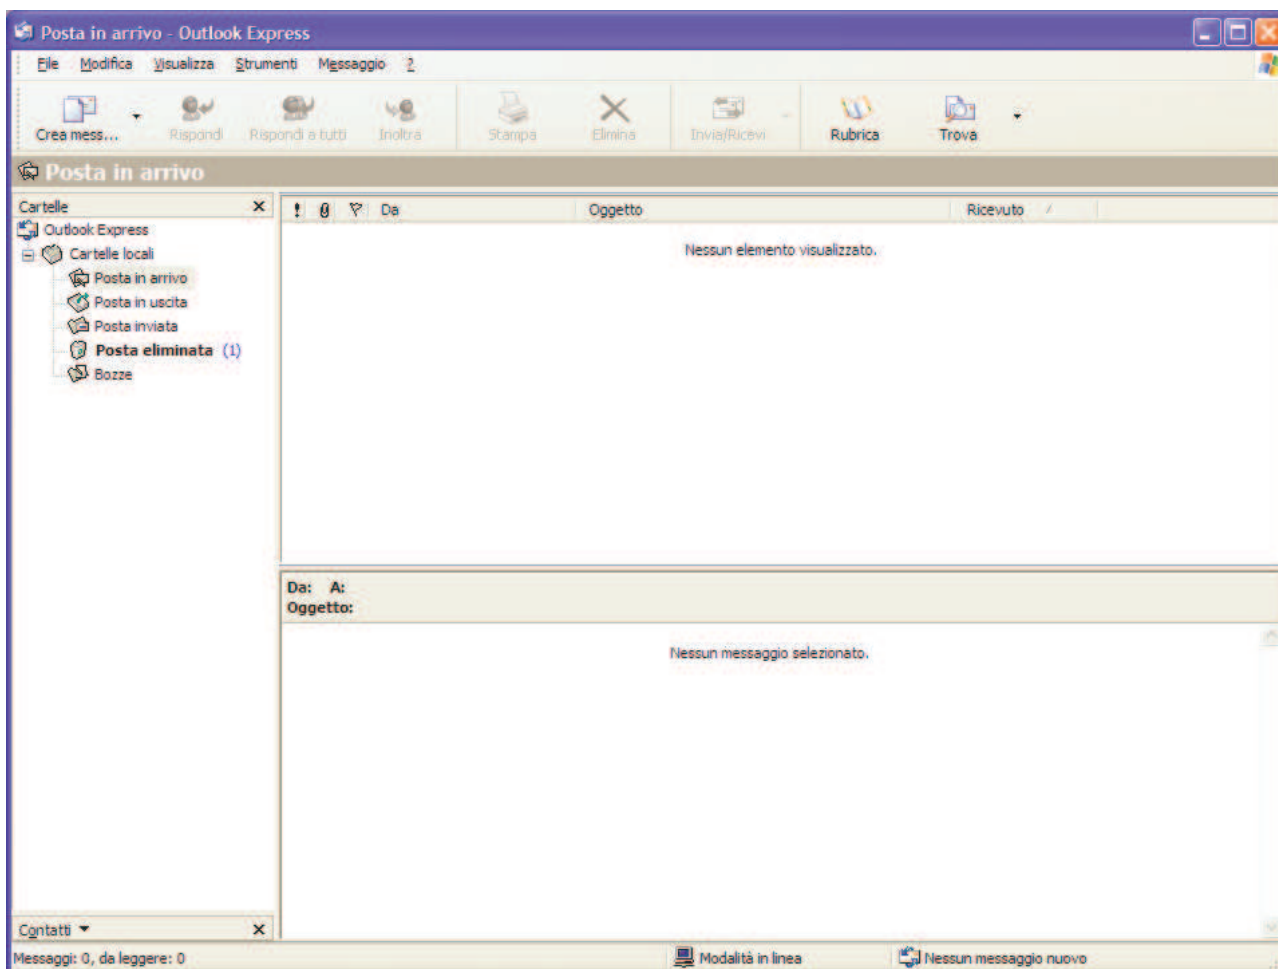 Posta in arrivo - Outlook Express
File Modifica Visualizza Strumenti Messaggio ?
Crea mess... Rispondi Rispondi a tutti Inoltra Stampa Elimina Invia/Ricevi Rubrica Trova
Posta in arrivo
Cartelle
Outlook Express
Cartelle locali
Posta in arrivo
Posta in uscita
Posta inviata
Posta eliminata (1)
Bozze
! Da Oggetto Ricevuto
Nessun elemento visualizzato.
Da: A:
Oggetto:
Nessun messaggio selezionato.
Contatti
Messaggi: 0, da leggere: 0 Modalità in linea Nessun messaggio nuovo